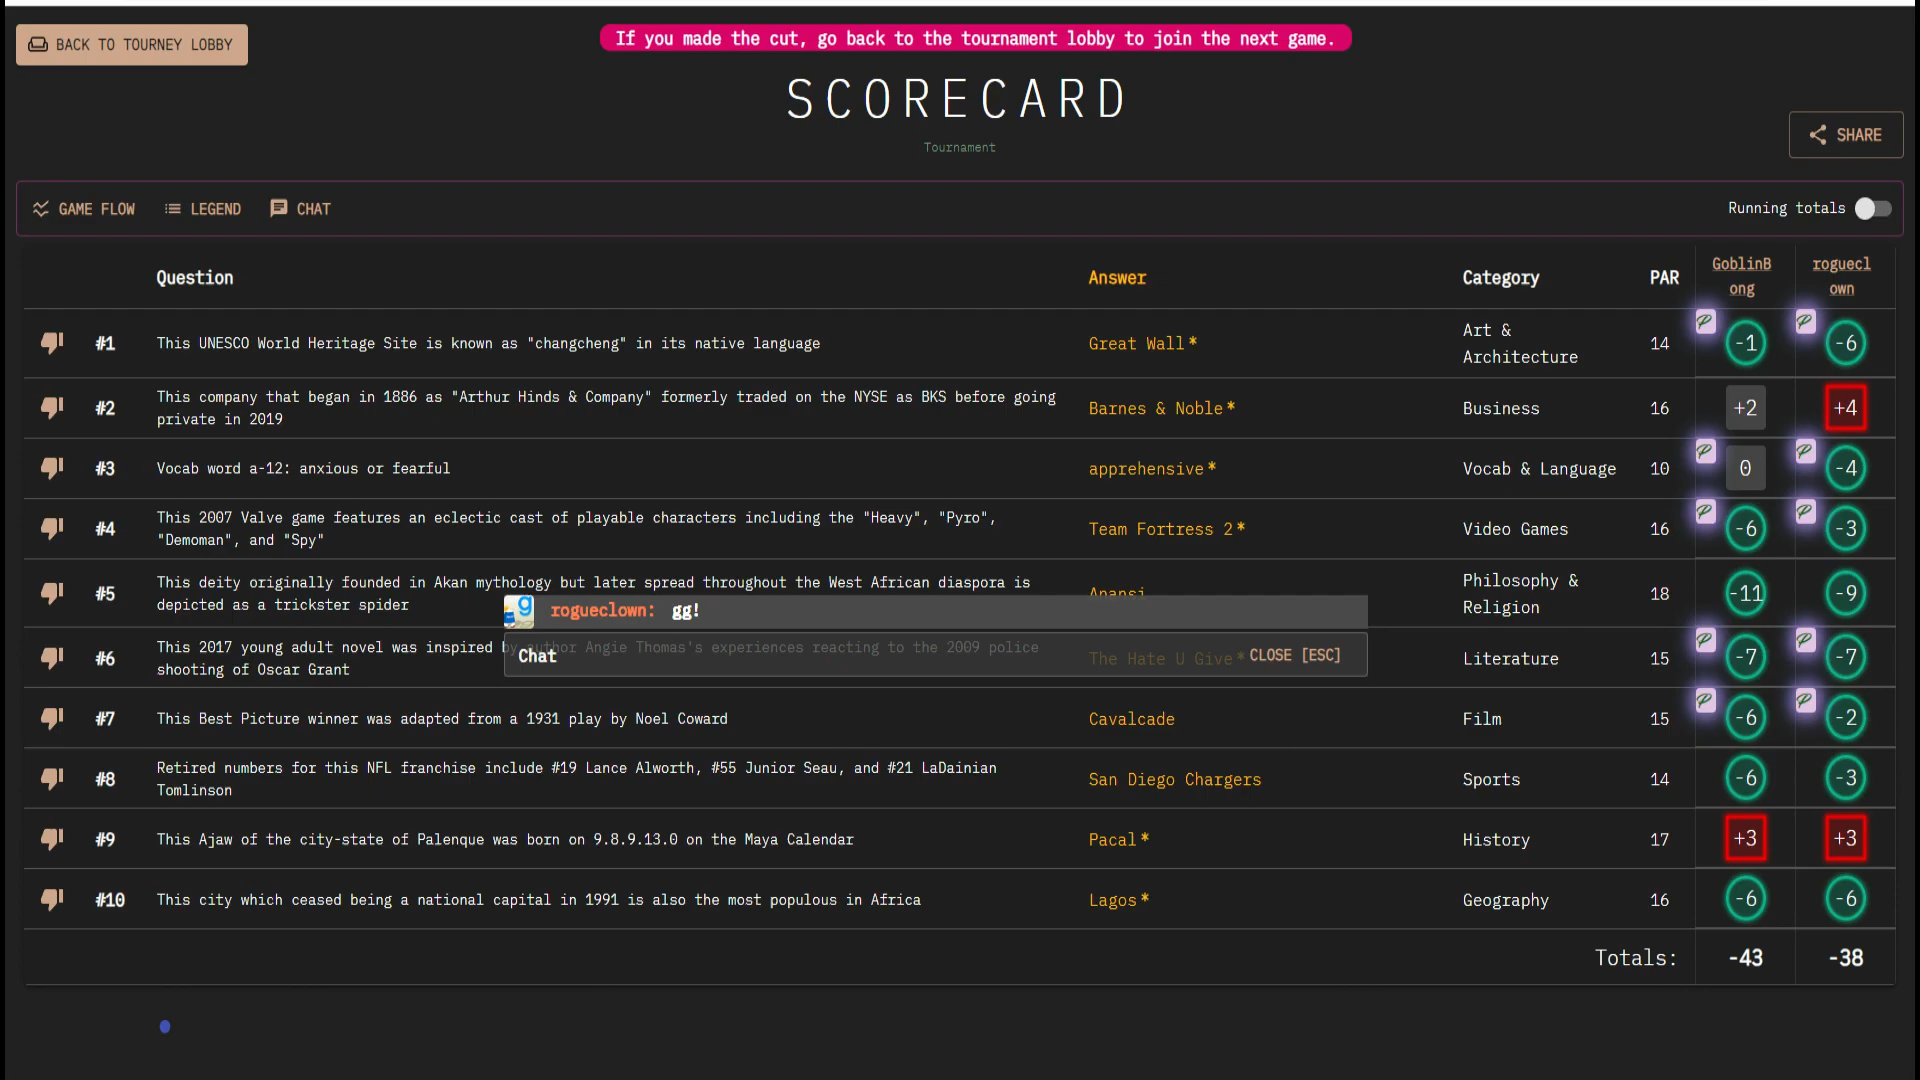 BACK TO TOURNEY LOBBY
If you made the cut, go back to the tournament lobby to join the next game.
SCORECARD
Tournament
SHARE
GAME FLOW LEGEND CHAT
Running totals
Question Answer Category PAR GoblinB
ong roguecl
own
#1 This UNESCO World Heritage Site is known as "changcheng" in its native language Great Wall* Art &
Architecture 14 -1 -6
#2 This company that began in 1886 as "Arthur Hinds & Company" formerly traded on the NYSE as BKS before going
private in 2019 Barnes & Noble* Business 16 +2 +4
#3 Vocab word a-12: anxious or fearful apprehensive* Vocab & Language 10 0 -4
#4 This 2007 Valve game features an eclectic cast of playable characters including the "Heavy", "Pyro",
"Demoman", and "Spy" Team Fortress 2* Video Games 16 -6 -3
#5 This deity originally founded in Akan mythology but later spread throughout the West African diaspora is
depicted as a trickster spider Anansi Philosophy &
Religion 18 -11 -9
rogueclown: gg!
#6 This 2017 young adult novel was inspired by author Angie Thomas's experiences reacting to the 2009 police
shooting of Oscar Grant The Hate U Give* Literature 15 -7 -7
Chat CLOSE [ESC]
#7 This Best Picture winner was adapted from a 1931 play by Noel Coward Cavalcade Film 15 -6 -2
#8 Retired numbers for this NFL franchise include #19 Lance Alworth, #55 Junior Seau, and #21 LaDainian
Tomlinson San Diego Chargers Sports 14 -6 -3
#9 This Ajaw of the city-state of Palenque was born on 9.8.9.13.0 on the Maya Calendar Pacal* History 17 +3 +3
#10 This city which ceased being a national capital in 1991 is also the most populous in Africa Lagos* Geography 16 -6 -6
Totals: -43 -38